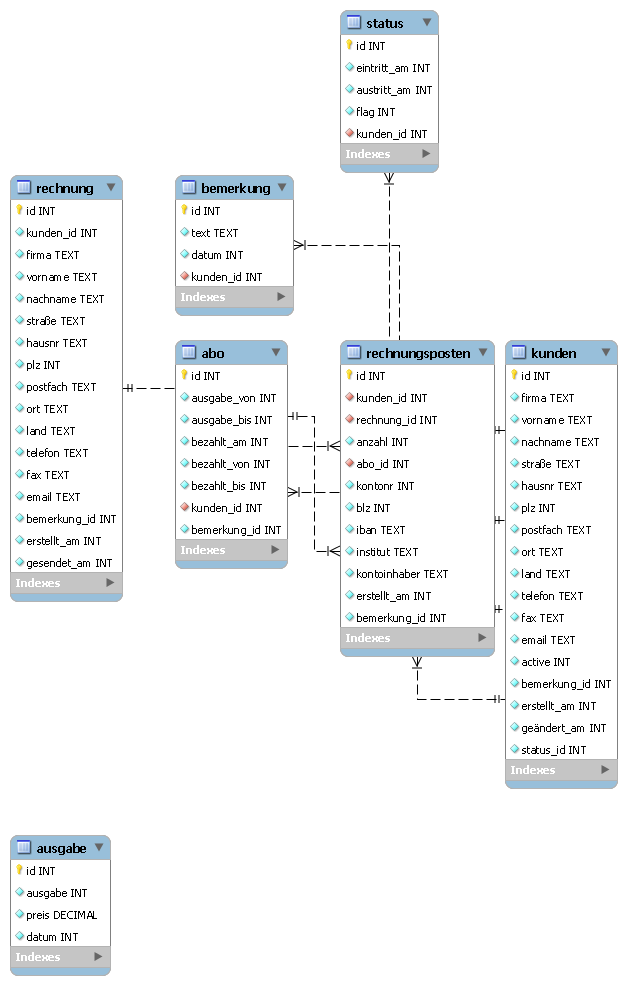 status
id INT
eintritt_am INT
austritt_am INT
flag INT
kunden_id INT
Indexes
rechnung
id INT
kunden_id INT
firma TEXT
vorname TEXT
nachname TEXT
straße TEXT
hausnr TEXT
plz INT
postfach TEXT
ort TEXT
land TEXT
telefon TEXT
fax TEXT
email TEXT
bemerkung_id INT
erstellt_am INT
gesendet_am INT
Indexes
bemerkung
id INT
text TEXT
datum INT
kunden_id INT
Indexes
abo
id INT
ausgabe_von INT
ausgabe_bis INT
bezahlt_am INT
bezahlt_von INT
bezahlt_bis INT
kunden_id INT
bemerkung_id INT
Indexes
rechnungsposten
id INT
kunden_id INT
rechnung_id INT
anzahl INT
abo_id INT
kontonr INT
blz INT
iban TEXT
institut TEXT
kontoinhaber TEXT
erstellt_am INT
bemerkung_id INT
Indexes
kunden
id INT
firma TEXT
vorname TEXT
nachname TEXT
straße TEXT
hausnr TEXT
plz INT
postfach TEXT
ort TEXT
land TEXT
telefon TEXT
fax TEXT
email TEXT
active INT
bemerkung_id INT
erstellt_am INT
geändert_am INT
status_id INT
Indexes
ausgabe
id INT
ausgabe INT
preis DECIMAL
datum INT
Indexes